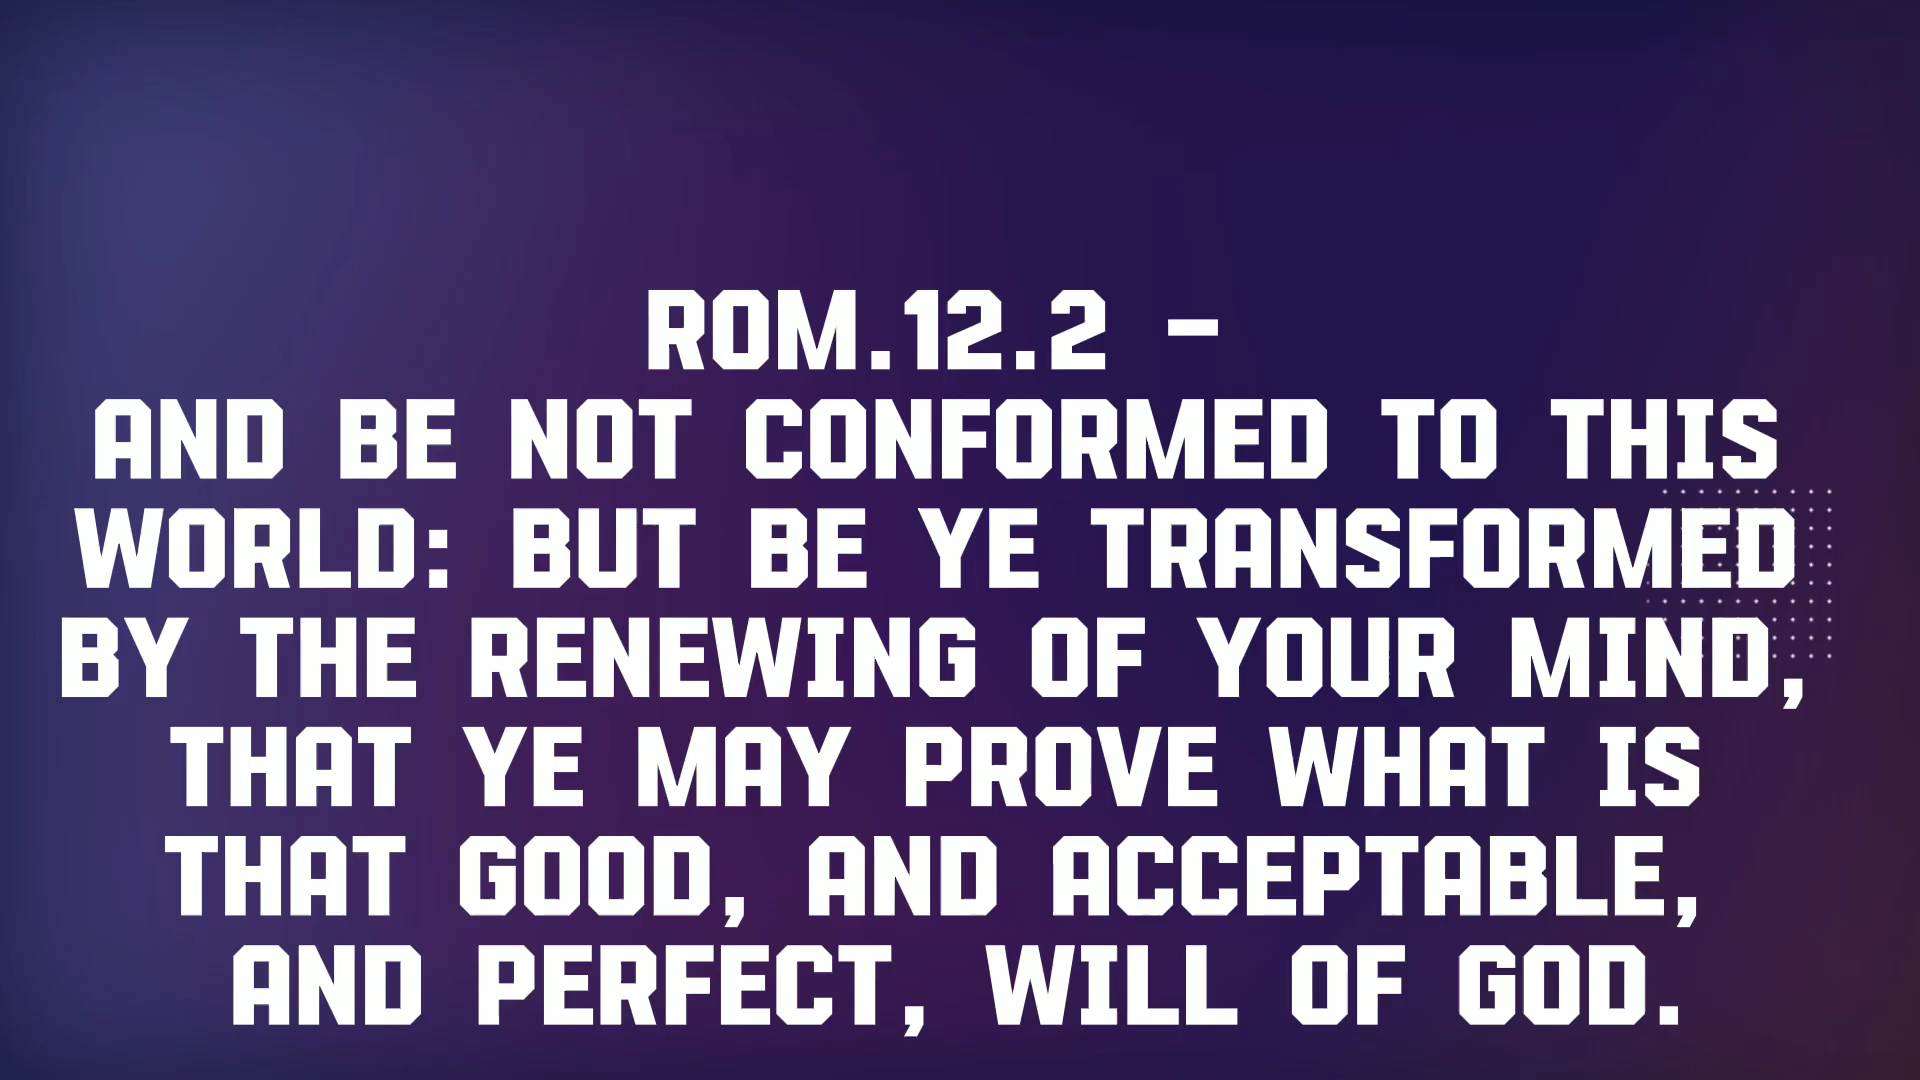 ROM.12.2 -
AND BE NOT CONFORMED TO THIS
WORLD: BUT BE YE TRANSFORMED
BY THE RENEWING OF YOUR MIND,
THAT YE MAY PROVE WHAT IS
THAT GOOD, AND ACCEPTABLE,
AND PERFECT, WILL OF GOD.